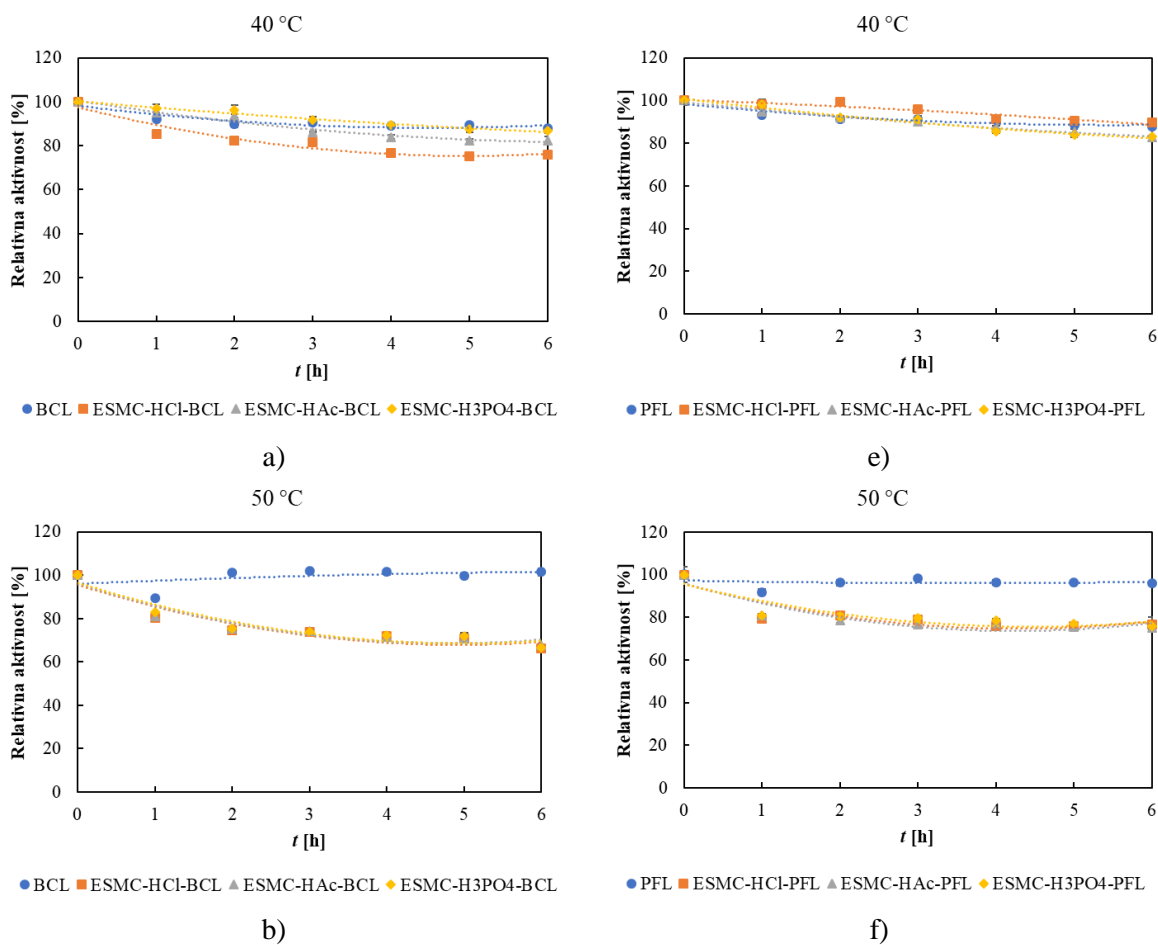 40 °C
Relativna aktivnost [%]
120
100
80
60
40
20
0
0 1 2 3 4 5 6
t [h]
BCL ESMC-HCl-BCL ESMC-HAc-BCL ESMC-H3PO4-BCL
a)
40 °C
Relativna aktivnost [%]
120
100
80
60
40
20
0
0 1 2 3 4 5 6
t [h]
PFL ESMC-HCl-PFL ESMC-HAc-PFL ESMC-H3PO4-PFL
e)
50 °C
Relativna aktivnost [%]
120
100
80
60
40
20
0
0 1 2 3 4 5 6
t [h]
BCL ESMC-HCl-BCL ESMC-HAc-BCL ESMC-H3PO4-BCL
b)
50 °C
Relativna aktivnost [%]
120
100
80
60
40
20
0
0 1 2 3 4 5 6
t [h]
PFL ESMC-HCl-PFL ESMC-HAc-PFL ESMC-H3PO4-PFL
f)